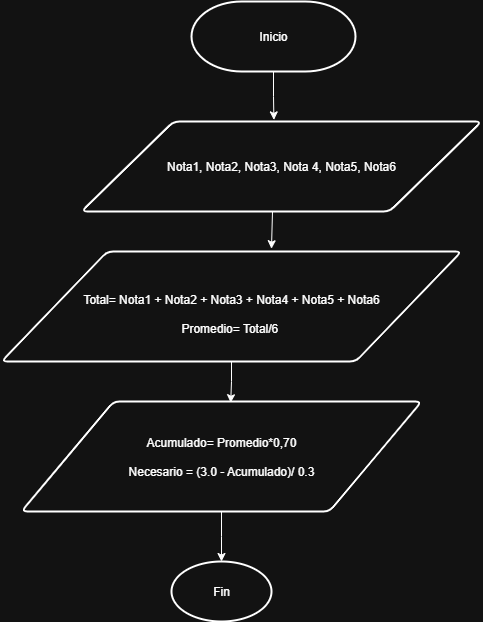 Inicio
Nota1, Nota2, Nota3, Nota 4, Nota5, Nota6
Total= Nota1 + Nota2 + Nota3 + Nota4 + Nota5 + Nota6
Promedio= Total/6
Acumulado= Promedio*0,70
Necesario = (3.0 - Acumulado)/ 0.3
Fin